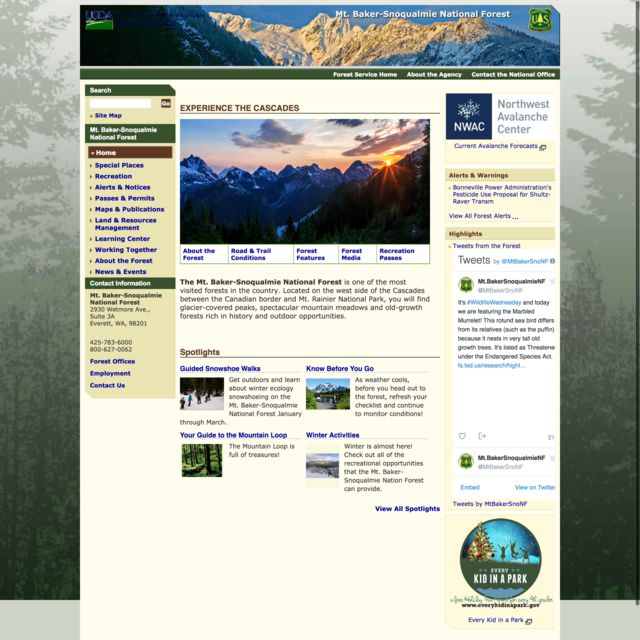 USDA
Mt. Baker-Snoqualmie National Forest
Forest Service Home
About the Agency
Contact the National Office
Search
Go
Site Map
Mt. Baker-Snoqualmie
National Forest
Home
Special Places
Recreation
Alerts & Notices
Passes & Permits
Maps & Publications
Land & Resources
Management
Learning Center
Working Together
About the Forest
News & Events
Contact Information
Mt. Baker-Snoqualmie
National Forest
2930 Wetmore Ave.,
Suite 3A
Everett, WA, 98201
425-783-6000
800-627-0062
Forest Offices
Employment
Contact Us
EXPERIENCE THE CASCADES
About the
Forest
Road & Trail
Conditions
Forest
Features
Forest
Media
Recreation
Passes
The Mt. Baker-Snoqualmie National Forest is one of the most
visited forests in the country. Located on the west side of the Cascades
between the Canadian border and Mt. Rainier National Park, you will find
glacier-covered peaks, spectacular mountain meadows and old-growth
forests rich in history and outdoor opportunities.
Spotlights
Guided Snowshoe Walks
Get outdoors and learn
about winter ecology
snowshoeing on the
Mt. Baker-Snoqualmie
National Forest January
through March.
Know Before You Go
As weather cools,
before you head out to
the forest, refresh your
checklist and continue
to monitor conditions!
Your Guide to the Mountain Loop
The Mountain Loop is
full of treasures!
Winter Activities
Winter is almost here!
Check out all of the
recreational opportunities
that the Mt. Baker-
Snoqualmie Nation Forest
can provide.
View All Spotlights
NWAC
Northwest
Avalanche
Center
Current Avalanche Forecasts
Alerts & Warnings
Bonneville Power Administration's
Pesticide Use Proposal for Shultz-
Raver Transm
View All Forest Alerts ...
Highlights
Tweets from the Forest
Tweets by @MtBakerSnoNF
Mt.BakerSnoqualmieNF
@MtBakerSnoNF
It's #WildlifeWednesday and today
we are featuring the Marbled
Murrelet! This rotund sea bird differs
from its relatives (such as the puffin)
because it nests in very tall old
growth trees. It's listed as Threatene
under the Endangered Species Act.
fs.fed.us/research/highl...
21
Mt.BakerSnoqualmieNF
@MtBakerSnoNF
Embed
View on Twitter
Tweets by MtBakerSnoNF
EVERY
KID IN A PARK
www.everykidinapark.gov
Every Kid in a Park